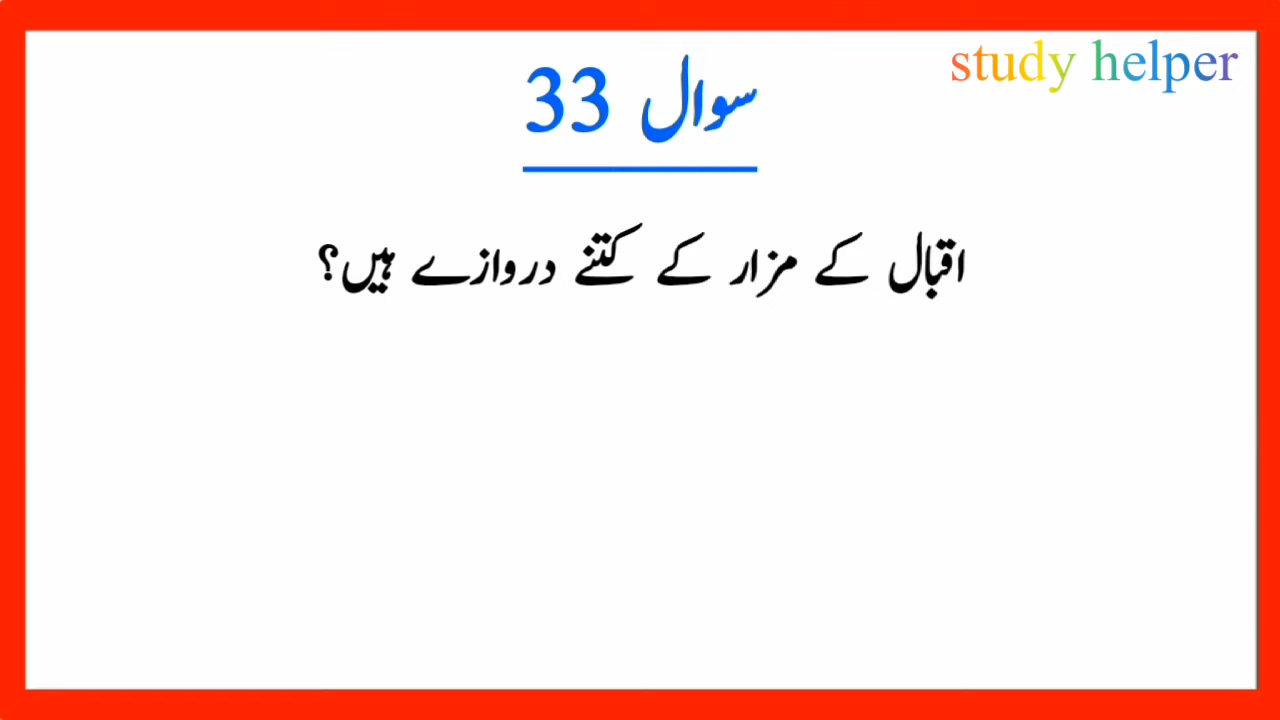 study helper
سوال 33
اقبال کے مزار کے کتنے دروازے ہیں؟